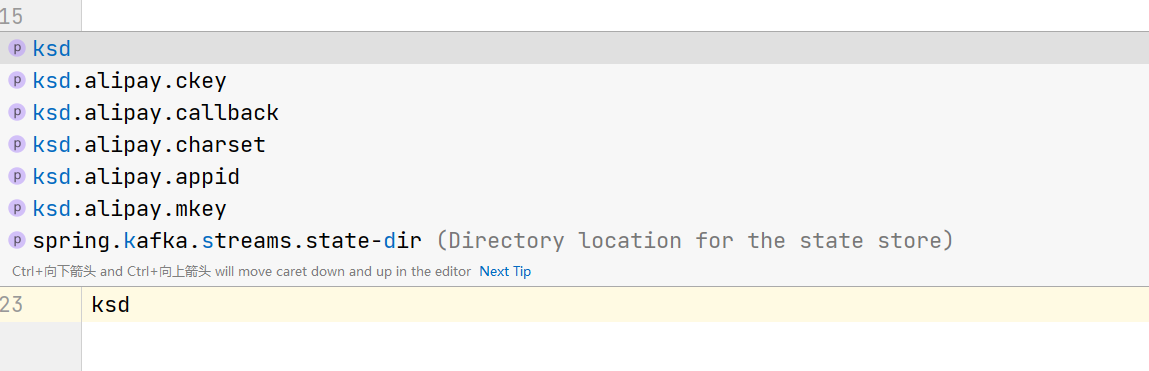 15
p ksd
p ksd.alipay.ckey
p ksd.alipay.callback
p ksd.alipay.charset
p ksd.alipay.appid
p ksd.alipay.mkey
p spring.kafka.streams.state-dir (Directory location for the state store)
Ctrl+向下箭头 and Ctrl+向上箭头 will move caret down and up in the editor Next Tip
23 ksd